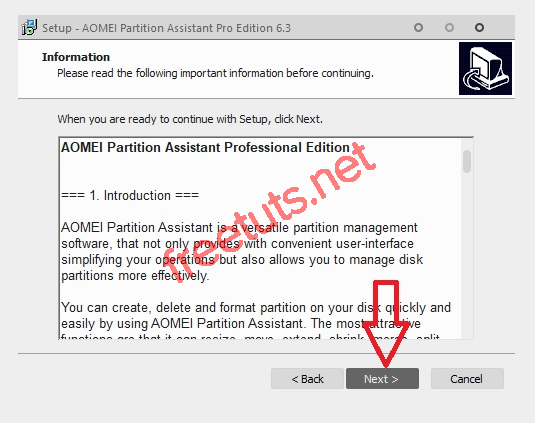 Setup - AOMEI Partition Assistant Pro Edition 6.3
Information
Please read the following important information before continuing.
When you are ready to continue with Setup, click Next.
AOMEI Partition Assistant Professional Edition
=== 1. Introduction ===
AOMEI Partition Assistant is a versatile partition management
software, that not only provides with convenient user-interface
simplifying your operations but also allows you to manage disk
partitions more effectively.
You can create, delete and format partition on your disk quickly and
easily by using AOMEI Partition Assistant. The most attractive
functions are that it can resize, move, extend, shrink, merge, split
freetuts.net
< Back
Next >
Cancel